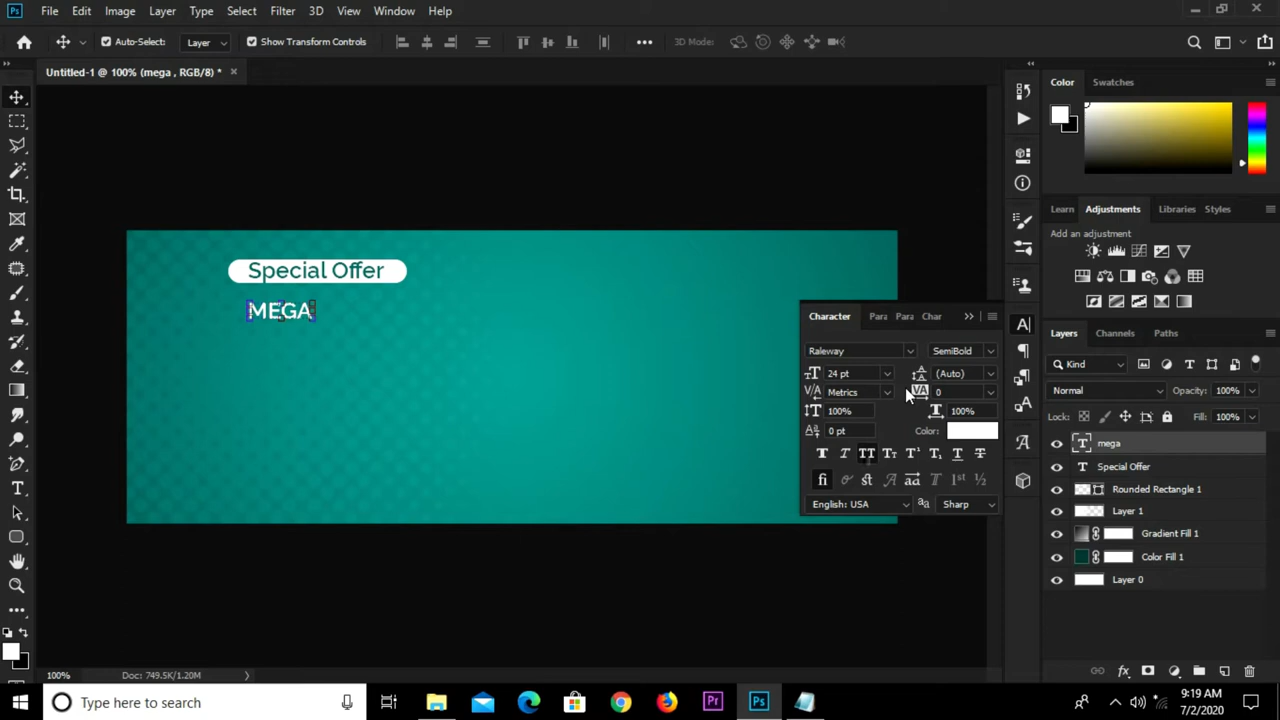 Ps File Edit Image Layer Type Select Filter 3D View Window Help
Auto-Select: Layer Show Transform Controls 3D Mode:
Untitled-1 @ 100% (mega , RGB/8) * ×
Special Offer
MEGA
Character Para Para Char
Raleway SemiBold
24 pt (Auto)
Metrics 0
100% 100%
0 pt Color:
English: USA Sharp
Color Swatches
Learn Adjustments Libraries Styles
Add an adjustment
Layers Channels Paths
Kind
Normal Opacity: 100%
Lock: Fill: 100%
mega
Special Offer
Rounded Rectangle 1
Layer 1
Gradient Fill 1
Color Fill 1
Layer 0
100% Doc: 749.5K/1.20M
Type here to search
Pr Ps
9:19 AM
7/2/2020